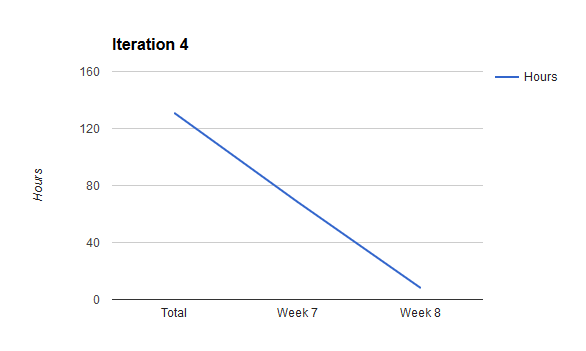 Iteration 4
Hours
160
120
80
40
0
Hours
Total Week 7 Week 8